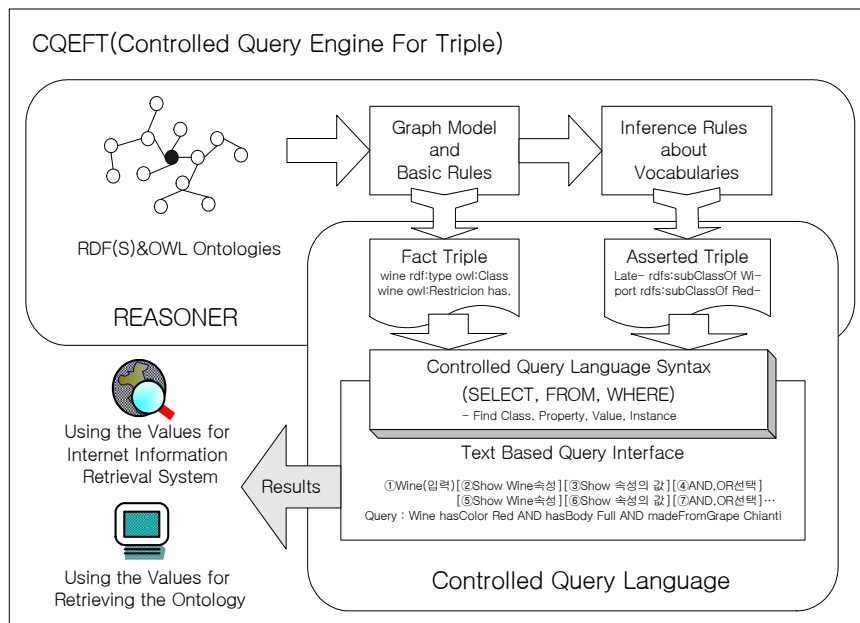 CQEFT(Controlled Query Engine For Triple)
Graph Model
and
Basic Rules
Inference Rules
about
Vocabularies
RDF(S)&OWL Ontologies
REASONER
Fact Triple
wine rdf:type owl:Class
wine owl:Restricion has.
Asserted Triple
Late- rdfs:subClassOf Wi-
port rdfs:subClassOf Red-
Controlled Query Language Syntax
(SELECT, FROM, WHERE)
- Find Class, Property, Value, Instance
Text Based Query Interface
①Wine(입력)[②Show Wine속성][③Show 속성의 값][④AND,OR선택]
[⑤Show Wine속성][⑥Show 속성의 값][⑦AND,OR선택]…
Query : Wine hasColor Red AND hasBody Full AND madeFromGrape Chianti
Results
Using the Values for
Internet Information
Retrieval System
Using the Values for
Retrieving the Ontology
Controlled Query Language